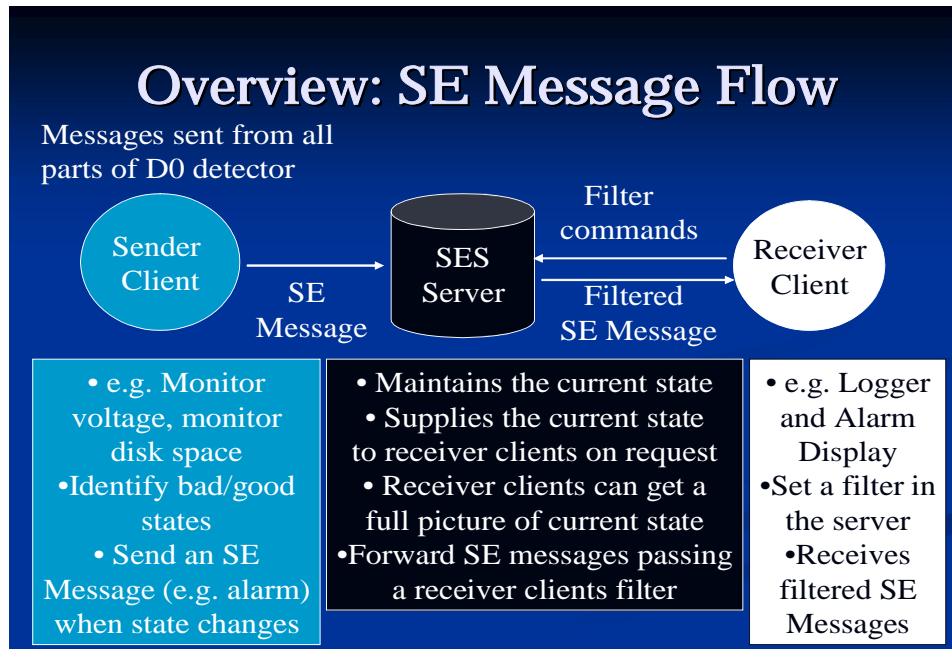 Overview: SE Message Flow
Messages sent from all
parts of D0 detector
Sender
Client
SE
Message
SES
Server
Filter
commands
Filtered
SE Message
Receiver
Client
• e.g. Monitor
voltage, monitor
disk space
•Identify bad/good
states
• Send an SE
Message (e.g. alarm)
when state changes
• Maintains the current state
• Supplies the current state
to receiver clients on request
• Receiver clients can get a
full picture of current state
•Forward SE messages passing
a receiver clients filter
• e.g. Logger
and Alarm
Display
•Set a filter in
the server
•Receives
filtered SE
Messages